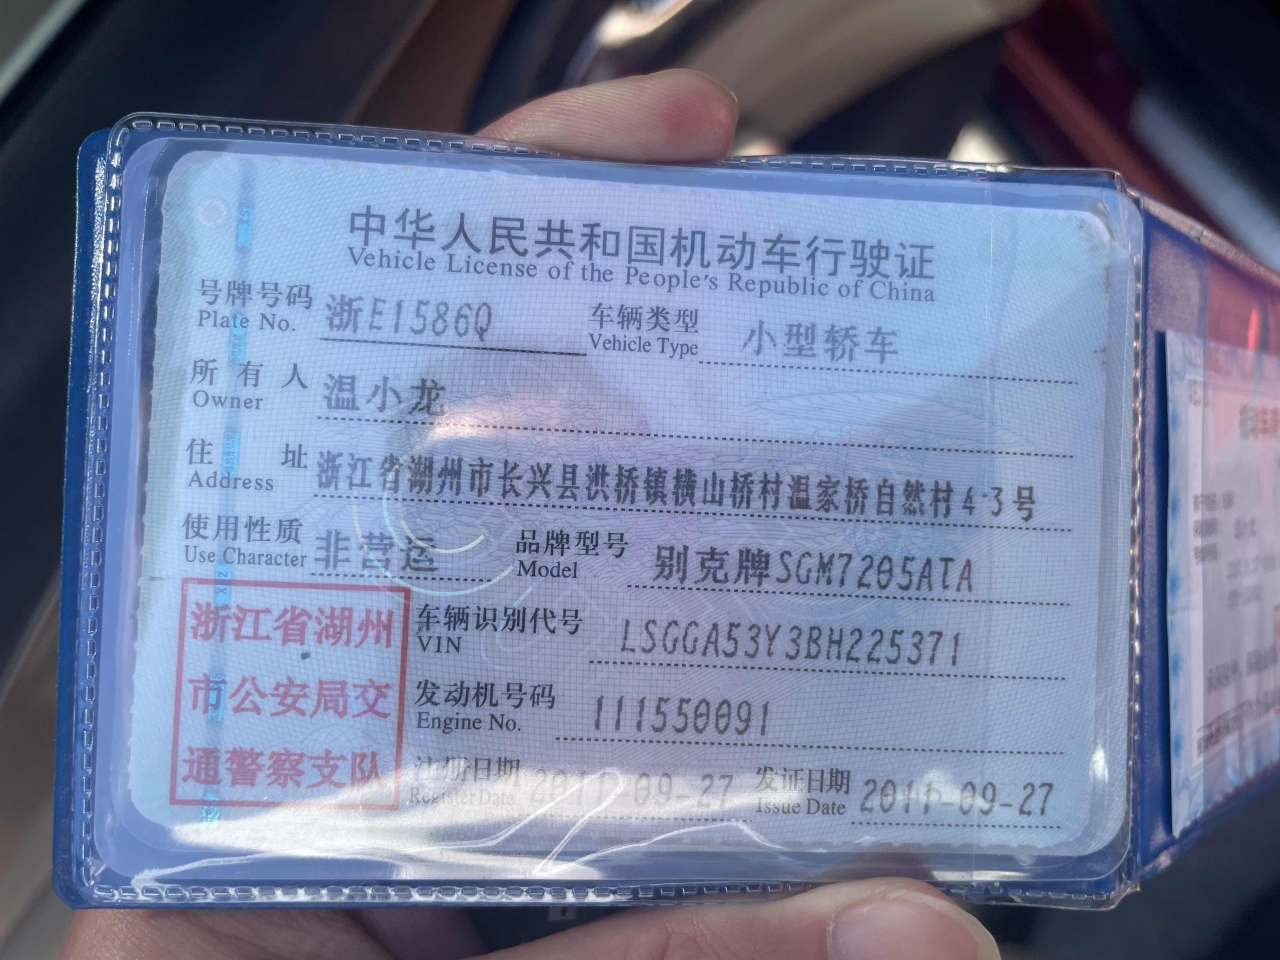 中华人民共和国机动车行驶证
Vehicle License of the People's Republic of China
号牌号码 浙E1586Q 车辆类型 小型轿车
Plate No. Vehicle Type
所有人 温小龙
Owner
住址 浙江省湖州市长兴县洪桥镇横山桥村温家桥自然村4-3号
Address
使用性质 非营运 品牌型号 别克牌SGM7205ATA
Use Character Model
浙江省湖州
市公安局交
通警察支队
车辆识别代号 LSGGA53Y3BH225371
VIN
发动机号码 111550091
Engine No.
注册日期 2011-09-27 发证日期 2011-09-27
Register Date Issue Date